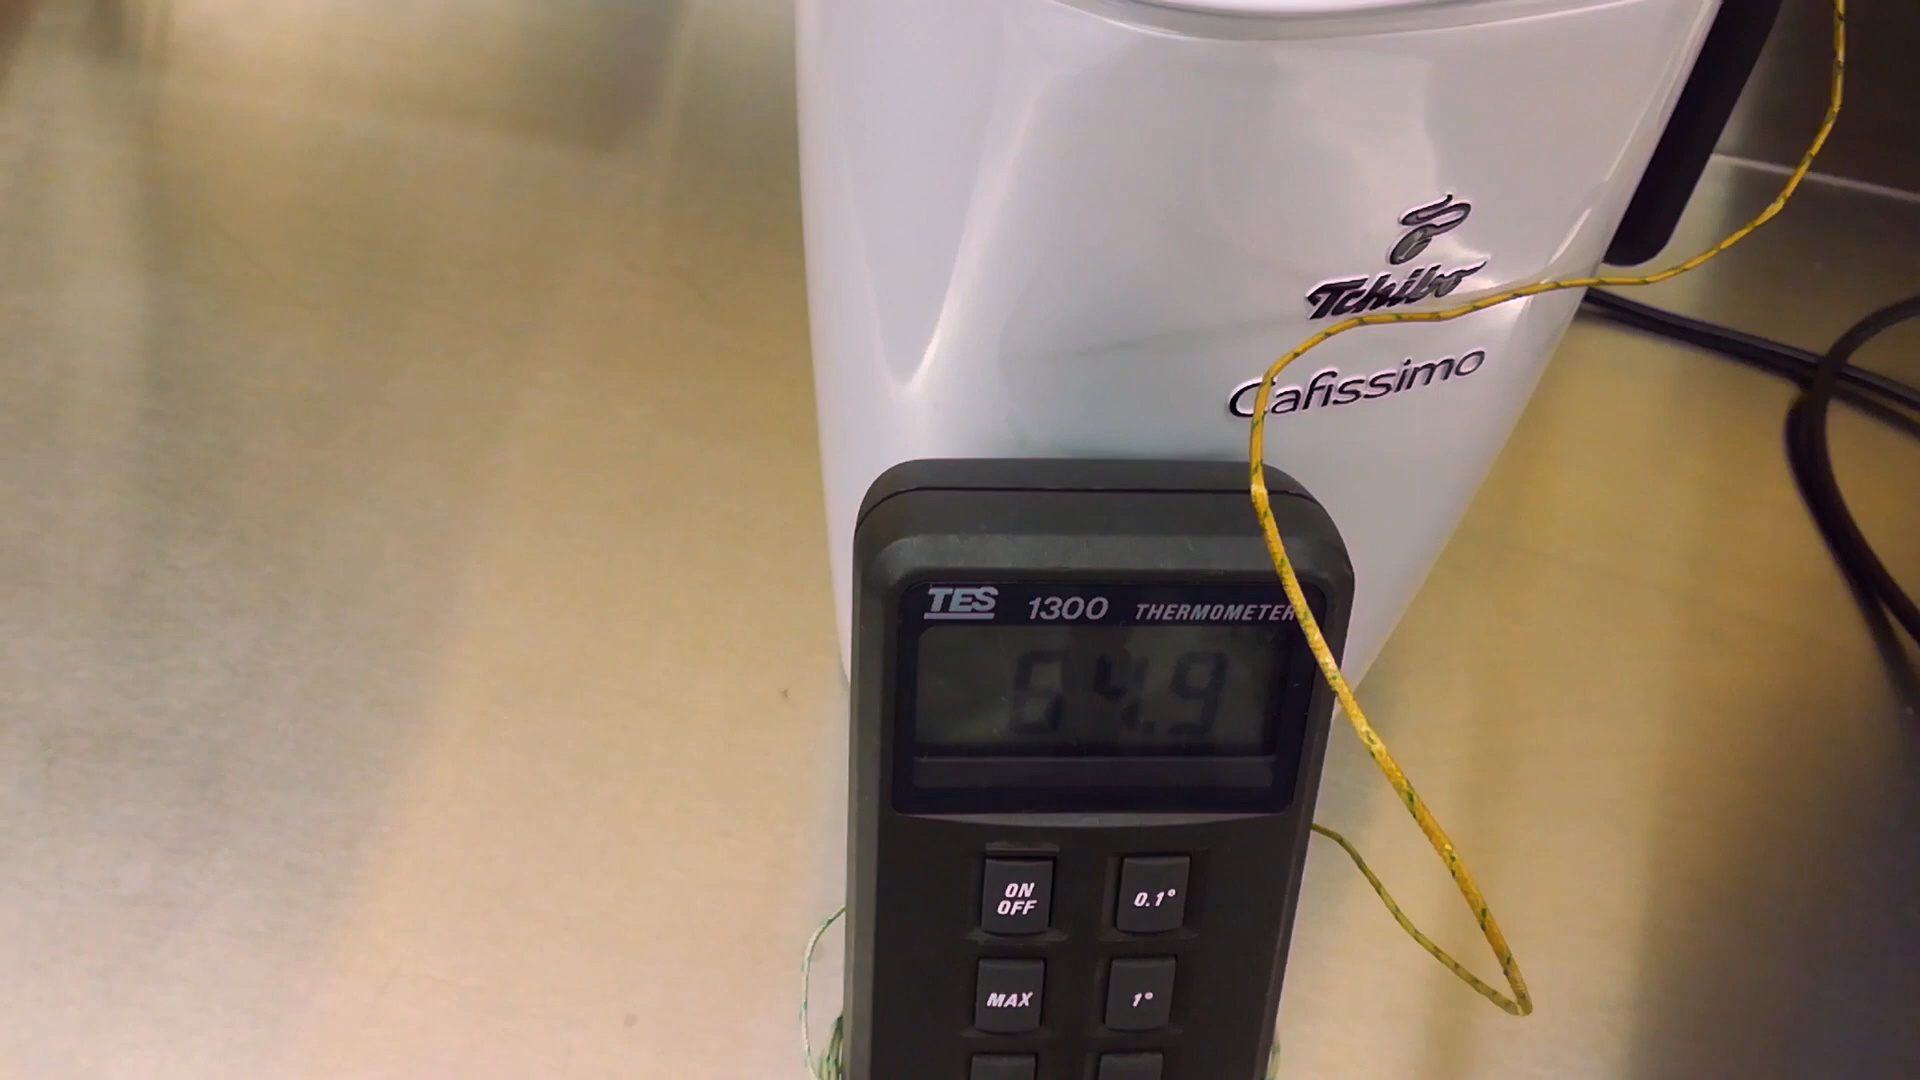 Tchibo
Cafissimo
TES 1300 THERMOMETER
64.9
ON OFF
0.1°
MAX
1°